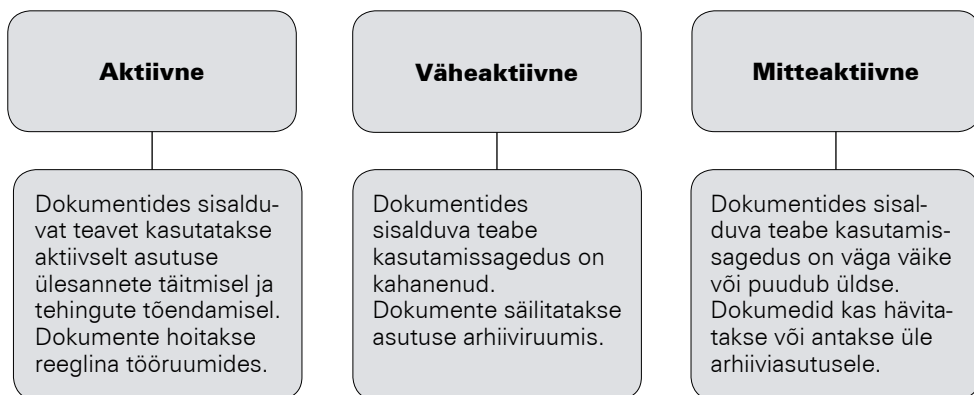 Aktiivne
Väheaktiivne
Mitteaktiivne
Dokumentides sisaldu-
vat teavet kasutatakse
aktiivselt asutuse
ülesannete täitmisel ja
tehingute tõendamisel.
Dokumente hoitakse
reeglina tööruumides.
Dokumentides
sisalduva teabe
kasutamissagedus on
kahanenud.
Dokumente säilitatakse
asutuse arhiiviruumis.
Dokumentides sisal-
duva teabe kasutamis-
sagedus on väga väike
või puudub üldse.
Dokumedid kas hävita-
takse või antakse üle
arhiiviasutusele.